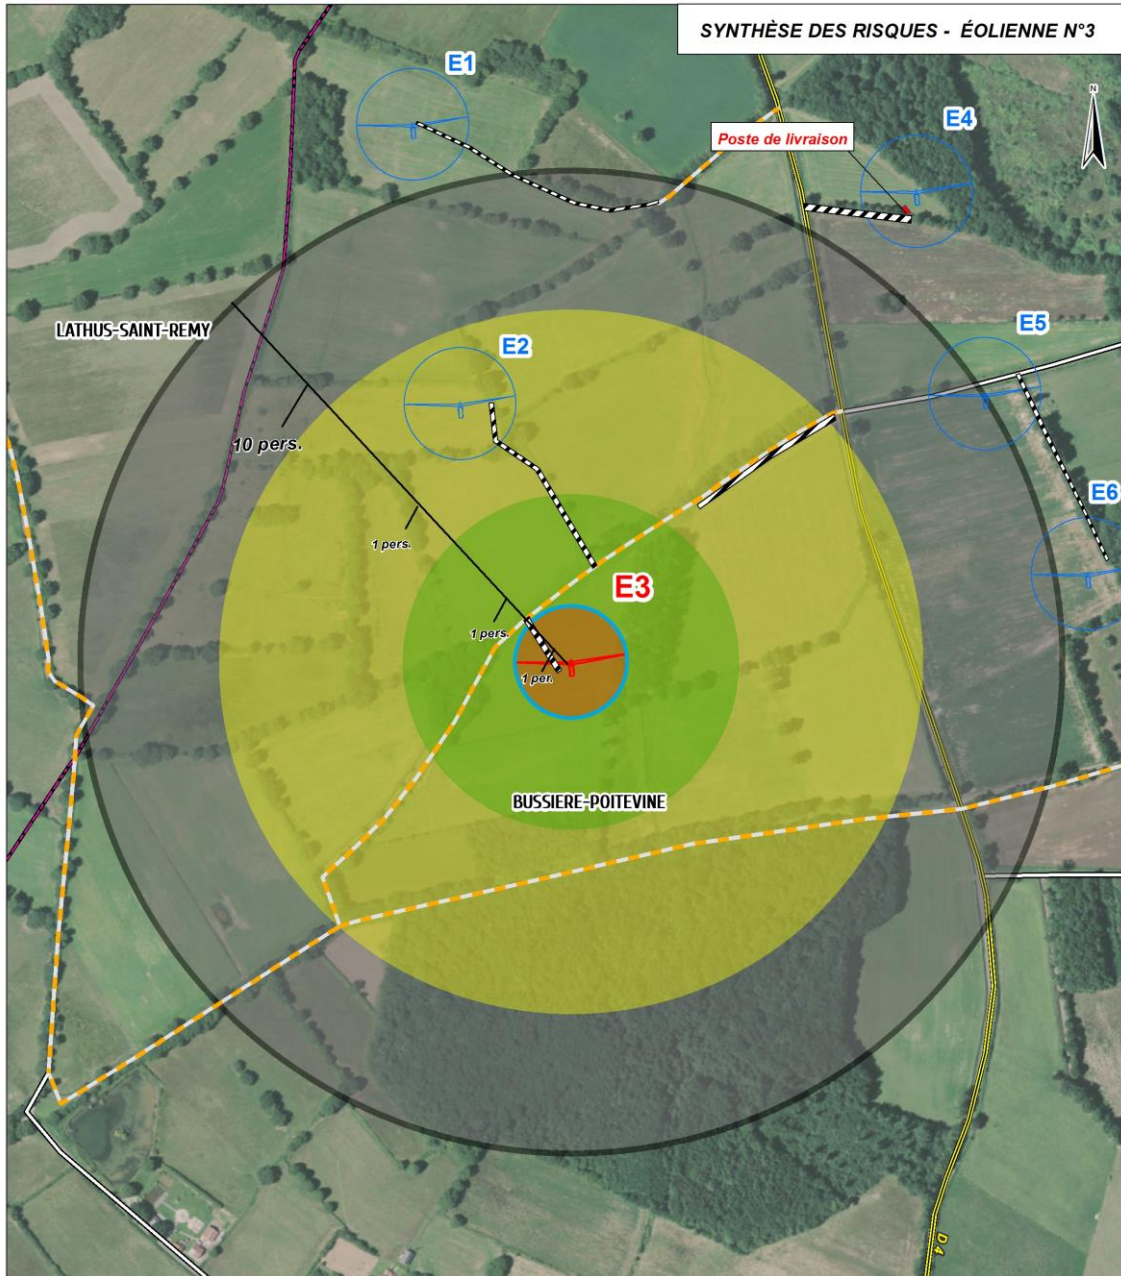 SYNTHÈSE DES RISQUES - ÉOLIENNE N°3
E1
N
E4
Poste de livraison
LATHUS-SAINT-REMY
E2
E5
10 pers.
E6
1 pers.
E3
1 pers.
1 per.
BUSSIERE-POITEVINE
D 4